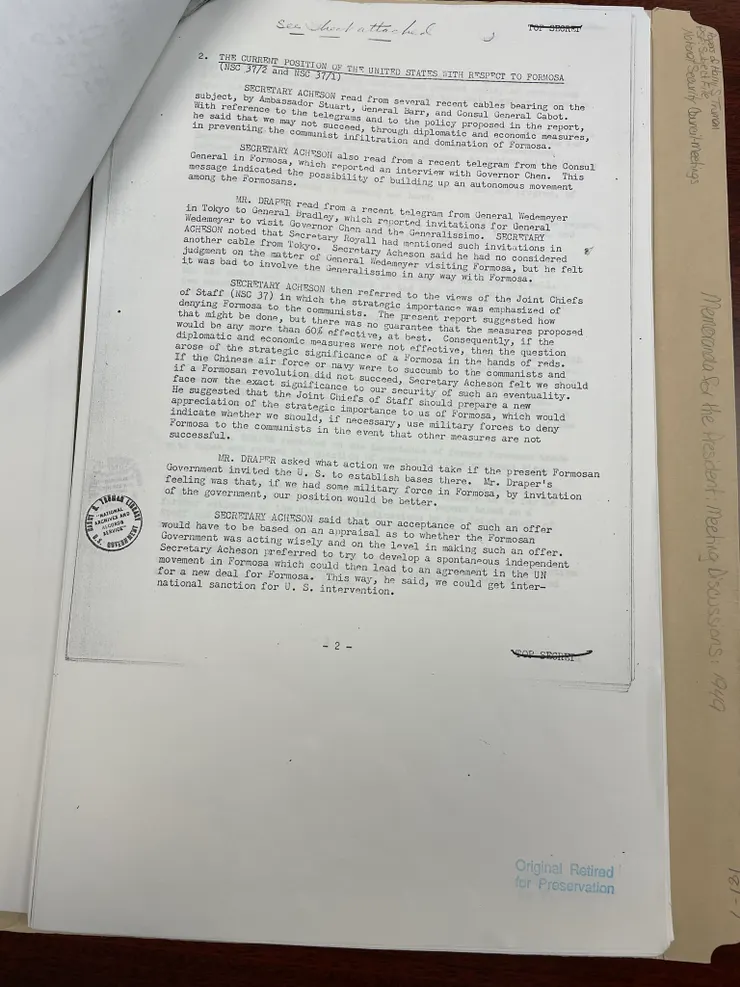 See sheet attached
TOP SECRET
2. THE CURRENT POSITION OF THE UNITED STATES WITH RESPECT TO FORMOSA
(NSC 37/2 and NSC 37/1)
SECRETARY ACHESON read from several recent cables bearing on the
subject, by Ambassador Stuart, General Barr, and Consul General Cabot.
With reference to the telegrams and to the policy proposed in the report,
he said that we may not succeed, through diplomatic and economic measures,
in preventing the communist infiltration and domination of Formosa.
SECRETARY ACHESON also read from a recent telegram from the Consul
General in Formosa, which reported an interview with Governor Chen. This
message indicated the possibility of building up an autonomous movement
among the Formosans.
MR. DRAPER read from a recent telegram from General Wedemeyer
in Tokyo to General Bradley, which reported invitations for General
Wedemeyer to visit Governor Chen and the Generalissimo. SECRETARY
ACHESON noted that Secretary Royall had mentioned such invitations in
another cable from Tokyo. Secretary Acheson said he had no considered
judgment on the matter of General Wedemeyer visiting Formosa, but he felt
it was bad to involve the Generalissimo in any way with Formosa.
SECRETARY ACHESON then referred to the views of the Joint Chiefs
of Staff (NSC 37) in which the strategic importance was emphasized of
denying Formosa to the communists. The present report suggested how
that might be done, but there was no guarantee that the measures proposed
would be any more than 60% effective, at best. Consequently, if the
diplomatic and economic measures were not effective, then the question
arose of the strategic significance of a Formosa in the hands of reds.
If the Chinese air force or navy were to succumb to the communists and
if a Formosan revolution did not succeed, Secretary Acheson felt we should
face now the exact significance to our security of such an eventuality.
He suggested that the Joint Chiefs of Staff should prepare a new
appreciation of the strategic importance to us of Formosa, which would
indicate whether we should, if necessary, use military forces to deny
Formosa to the communists in the event that other measures are not
successful.
MR. DRAPER asked what action we should take if the present Formosan
Government invited the U. S. to establish bases there. Mr. Draper's
feeling was that, if we had some military force in Formosa, by invitation
of the government, our position would be better.
SECRETARY ACHESON said that our acceptance of such an offer
would have to be based on an appraisal as to whether the Formosan
Government was acting wisely and on the level in making such an offer.
Secretary Acheson preferred to try to develop a spontaneous independent
movement in Formosa which could then lead to an agreement in the UN
for a new deal for Formosa. This way, he said, we could get inter-
national sanction for U. S. intervention.
- 2 -
TOP SECRET
HARRY S. TRUMAN LIBRARY
"NATIONAL
ARCHIVES AND
RECORDS
SERVICE"
U.S. GOVERNMENT
Original Retired
for Preservation
Papers of Harry S. Truman
National Security Council-Meetings
Memoranda for the President: Meeting Discussions: 1949
181-1